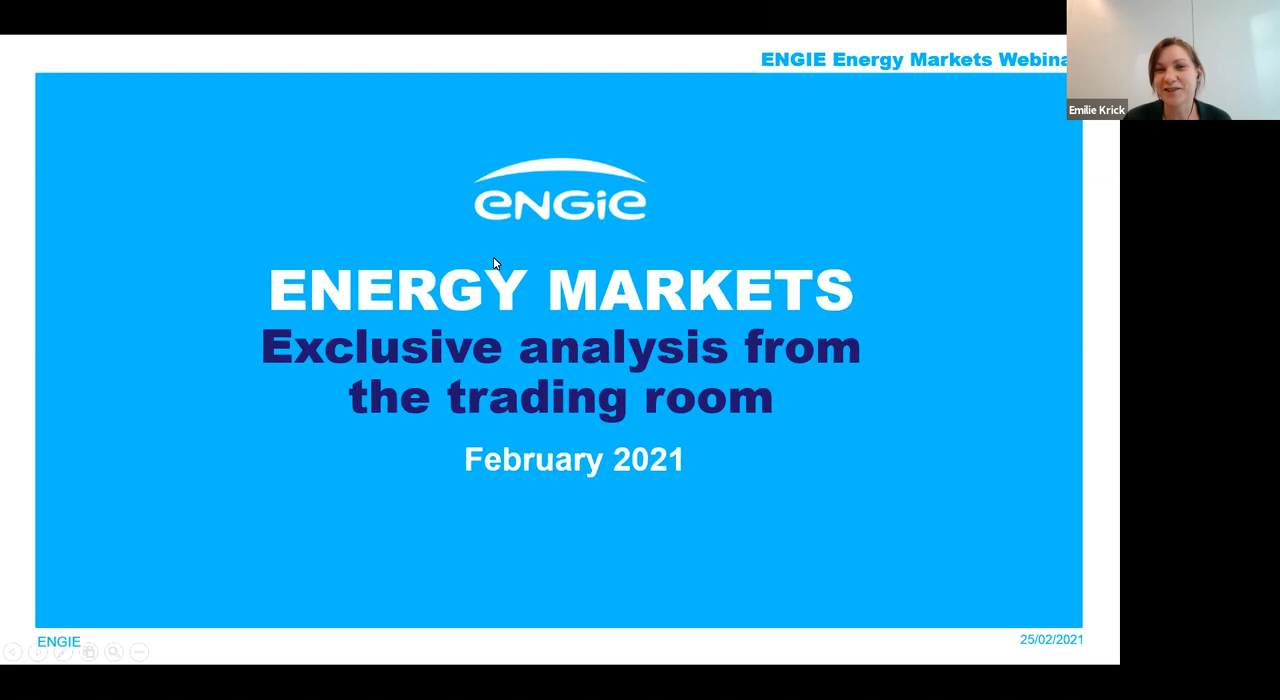 ENGIE Energy Markets Webina
Emilie Krick
ENGIE
ENERGY MARKETS
Exclusive analysis from
the trading room
February 2021
ENGIE
25/02/2021